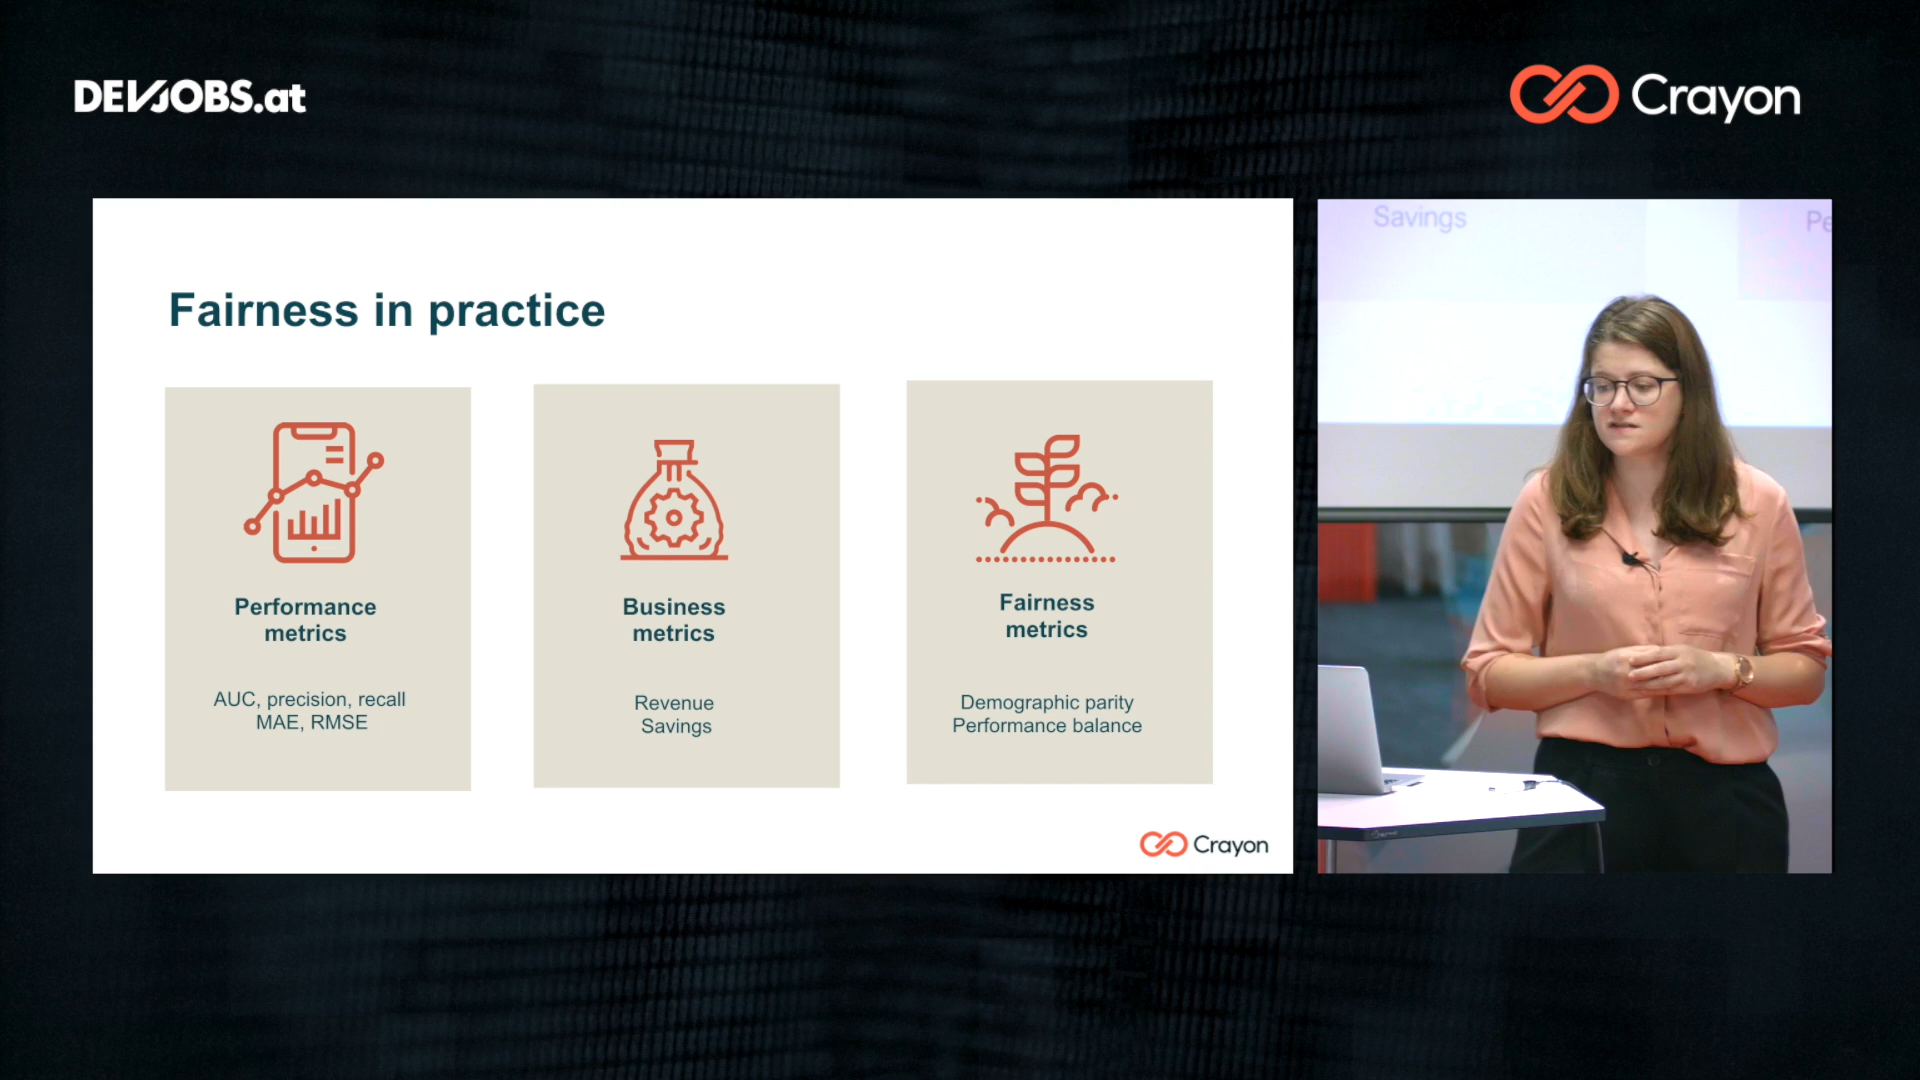 DEVJOBS.at
Crayon
Fairness in practice
Performance
metrics
AUC, precision, recall
MAE, RMSE
Business
metrics
Revenue
Savings
Fairness
metrics
Demographic parity
Performance balance
Crayon
Savings
Pe